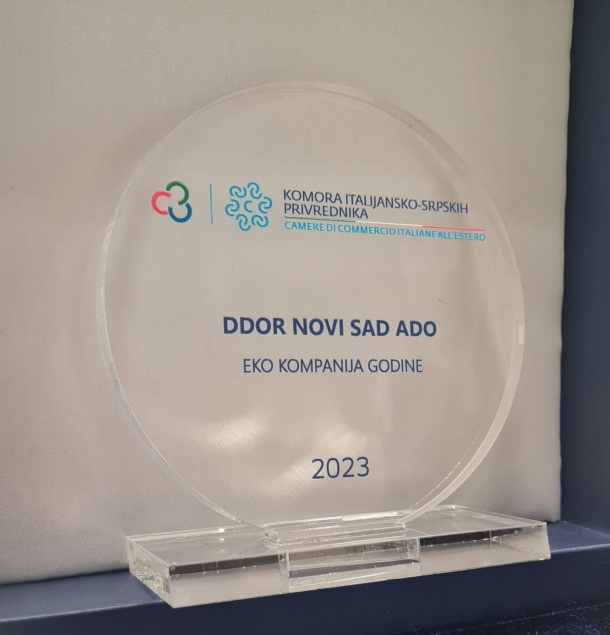 KOMORA ITALIJANSKO-SRPSKIH
PRIVREDNIKA
CAMERE DI COMMERCIO ITALIANE ALL'ESTERO
DDOR NOVI SAD ADO
EKO KOMPANIJA GODINE
2023